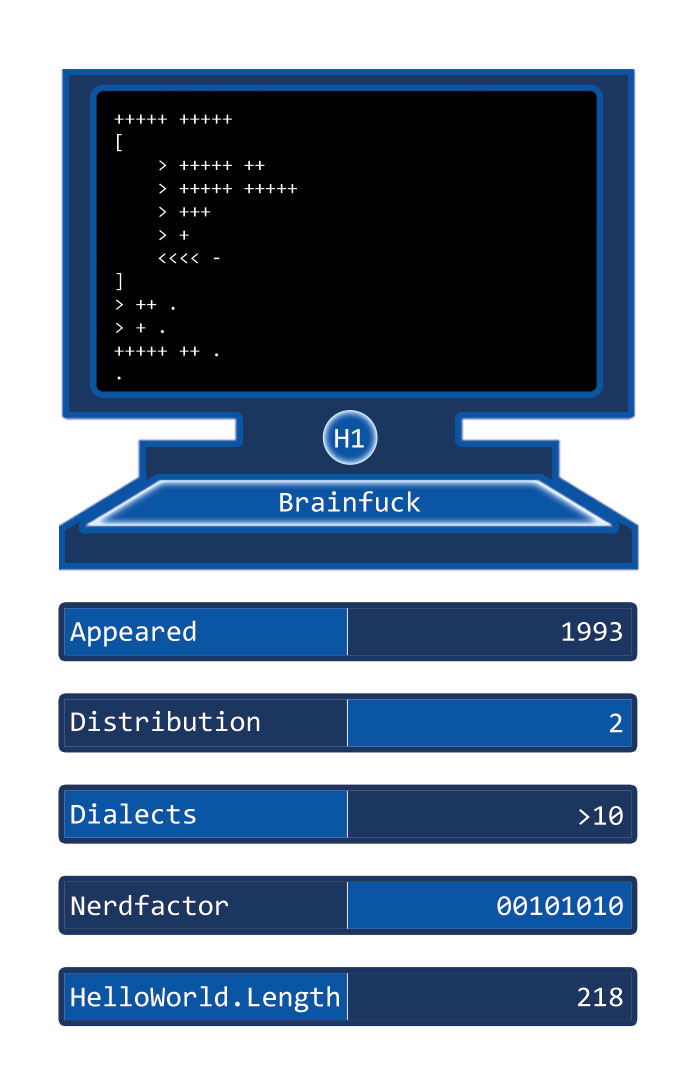 +++++ +++++
[
    > +++++ ++
    > +++++ +++++
    > +++
    > +
    <<<< -
]
> ++ .
> + .
+++++ ++ .
.
H1
Brainfuck
Appeared 1993
Distribution 2
Dialects >10
Nerdfactor 00101010
HelloWorld.Length 218